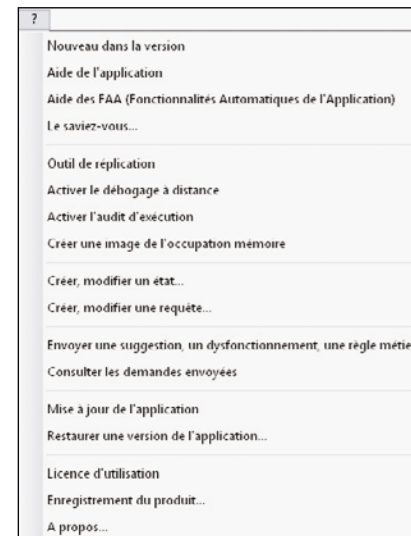 ?
Nouveau dans la version
Aide de l'application
Aide des FAA (Fonctionnalités Automatiques de l'Application)
Le saviez-vous...
Outil de réplication
Activer le débogage à distance
Activer l'audit d'exécution
Créer une image de l'occupation mémoire
Créer, modifier un état...
Créer, modifier une requête...
Envoyer une suggestion, un dysfonctionnement, une règle métie
Consulter les demandes envoyées
Mise à jour de l'application
Restaurer une version de l'application...
Licence d'utilisation
Enregistrement du produit...
A propos...